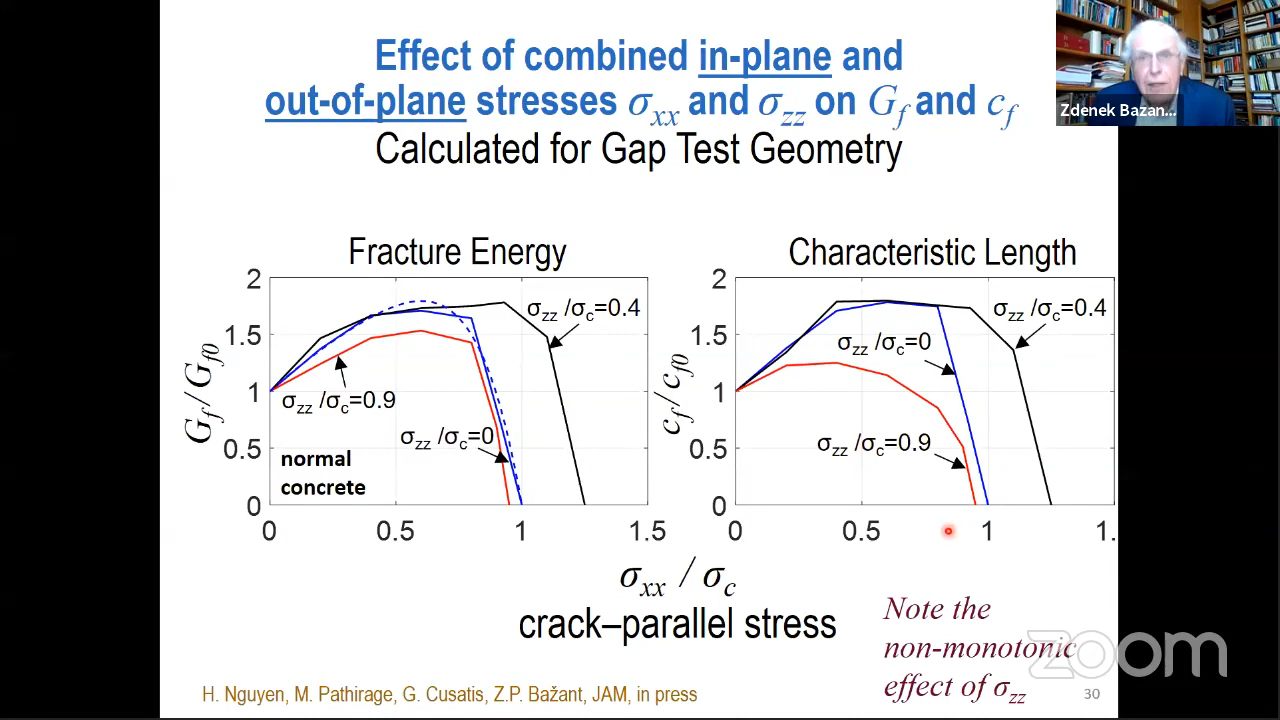 Effect of combined in-plane and
out-of-plane stresses σxx and σzz on Gf and cf
Calculated for Gap Test Geometry
Zdenek Bazan...
Fracture Energy
Characteristic Length
2
1.5
1
0.5
0
Gf / Gf0
σzz /σc=0.4
σzz /σc=0.9
σzz /σc=0
normal
concrete
0 0.5 1 1.5
2
1.5
1
0.5
0
cf / cf0
σzz /σc=0.4
σzz /σc=0
σzz /σc=0.9
0 0.5 1 1.
σxx / σc
crack–parallel stress
Note the
non-monotonic
effect of σzz
zoom
H. Nguyen, M. Pathirage, G. Cusatis, Z.P. Bažant, JAM, in press
30